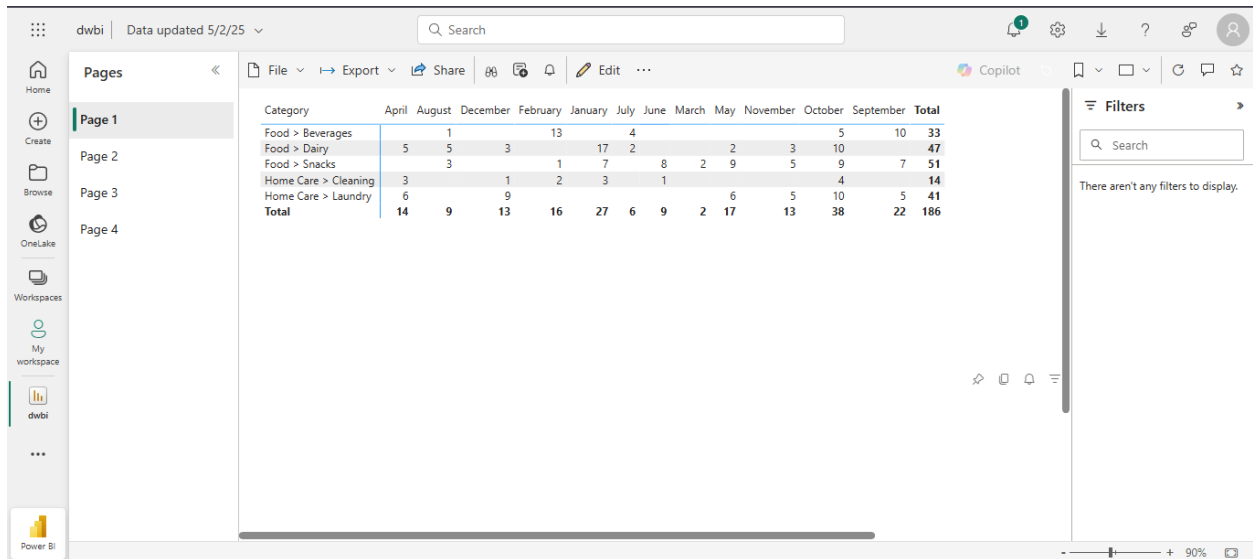 dwbi Data updated 5/2/25
Search
1
Home
Create
Browse
OneLake
Workspaces
My workspace
dwbi
Power BI
Pages
Page 1
Page 2
Page 3
Page 4
File Export Share Edit Copilot
Category April August December February January July June March May November October September Total
Food > Beverages 1 13 4 5 10 33
Food > Dairy 5 5 3 17 2 2 3 10 47
Food > Snacks 3 1 7 8 2 9 5 9 7 51
Home Care > Cleaning 3 1 2 3 1 4 14
Home Care > Laundry 6 9 6 5 10 5 41
Total 14 9 13 16 27 6 9 2 17 13 38 22 186
Filters
Search
There aren't any filters to display.
- + 90%